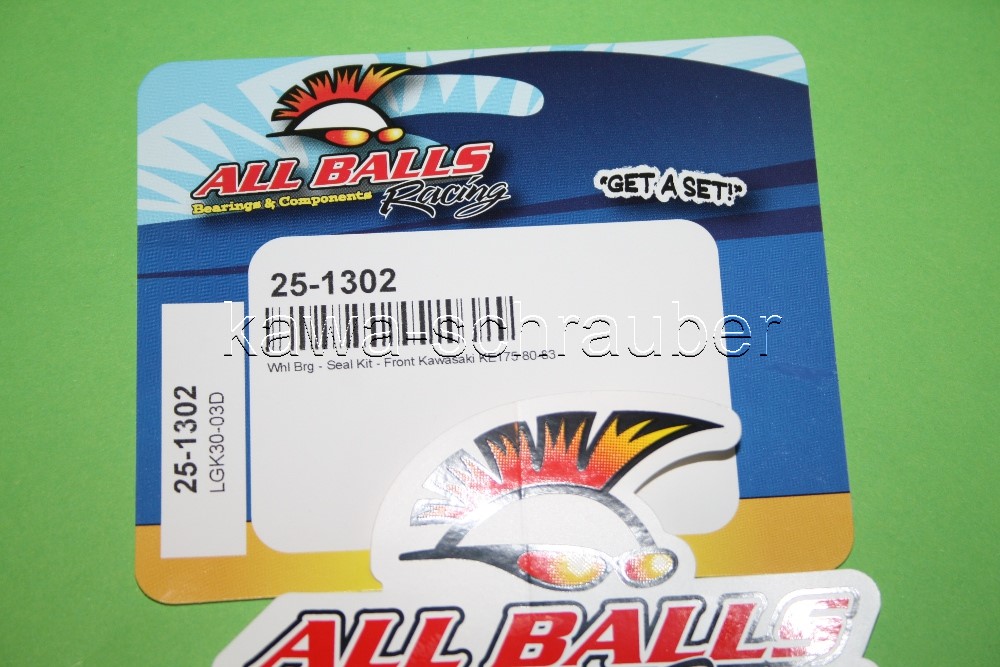 ALL BALLS
Bearings & Components Racing
"GET A SET!"
25-1302
kawa-schrauber
Whl Brg - Seal Kit - Front Kawasaki KE175 80-83
25-1302
LGK30-03D
ALL BALLS